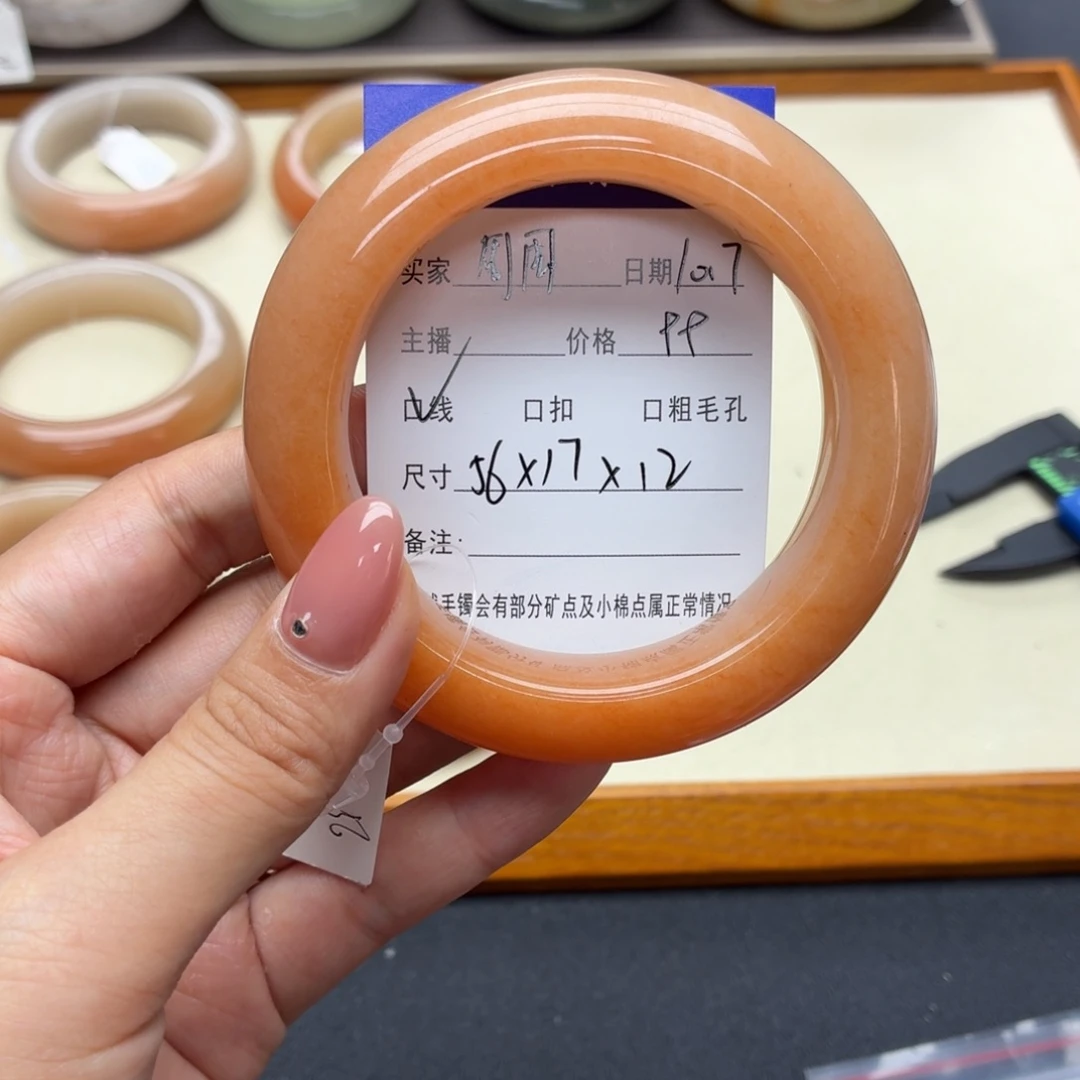 买家 周周 日期 10.7
主播 价格 99
口线 口扣 口粗毛孔
尺寸 56x17x12
备注:
手镯会有部分矿点及小棉点属正常情况